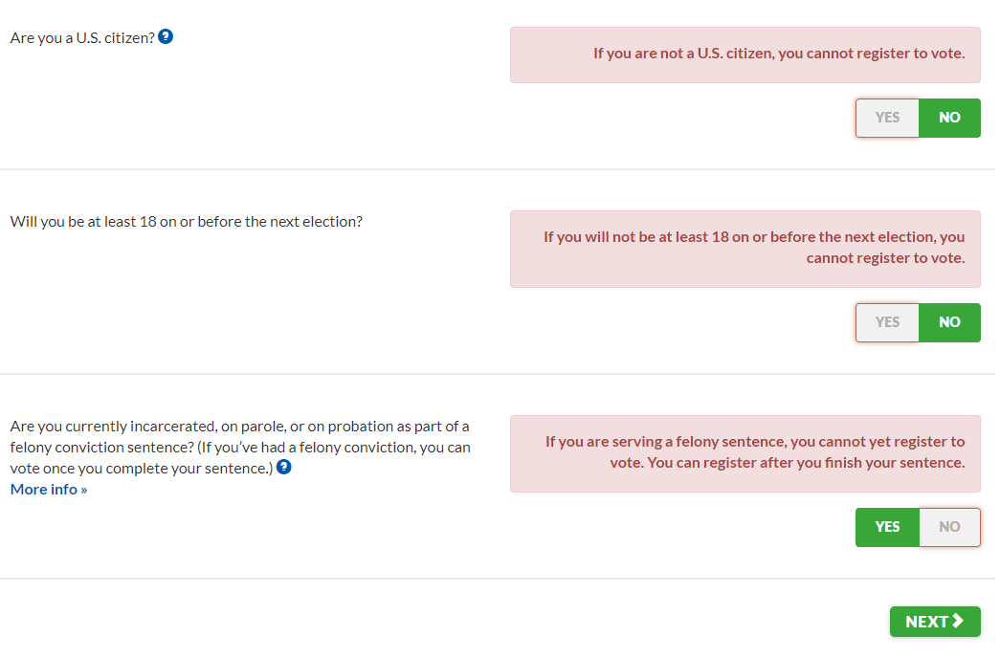 Are you a U.S. citizen? ?
If you are not a U.S. citizen, you cannot register to vote.
YES NO
Will you be at least 18 on or before the next election?
If you will not be at least 18 on or before the next election, you
cannot register to vote.
YES NO
Are you currently incarcerated, on parole, or on probation as part of a
felony conviction sentence? (If you’ve had a felony conviction, you can
vote once you complete your sentence.) ?
More info »
If you are serving a felony sentence, you cannot yet register to
vote. You can register after you finish your sentence.
YES NO
NEXT